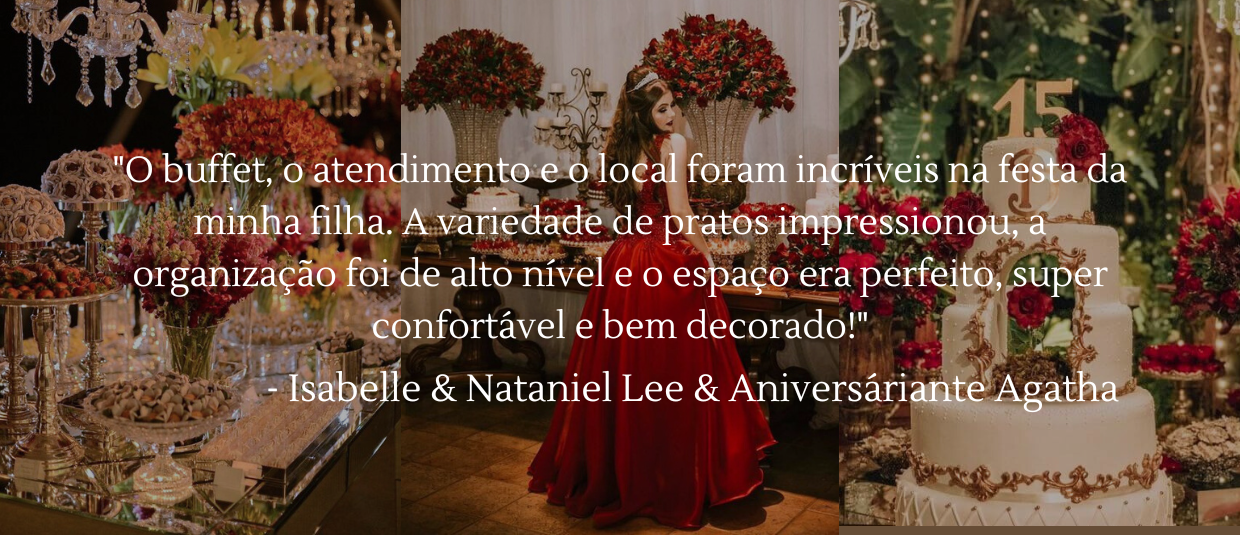 15
"O buffet, o atendimento e o local foram incríveis na festa da
minha filha. A variedade de pratos impressionou, a
organização foi de alto nível e o espaço era perfeito, super
confortável e bem decorado!"
- Isabelle & Nataniel Lee & Aniversáriante Agatha